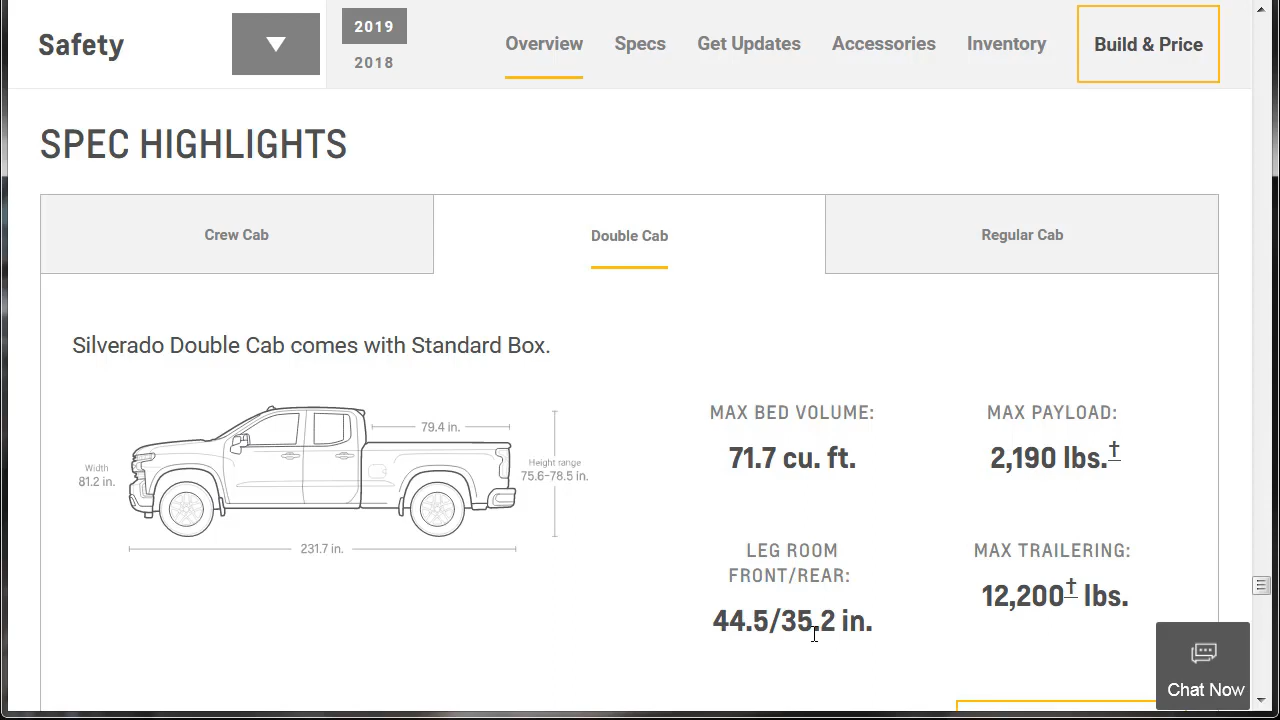 Safety
2019
2018
Overview
Specs
Get Updates
Accessories
Inventory
Build & Price
SPEC HIGHLIGHTS
Crew Cab
Double Cab
Regular Cab
Silverado Double Cab comes with Standard Box.
79.4 in.
Width
81.2 in.
Height range
75.6-78.5 in.
231.7 in.
MAX BED VOLUME:
71.7 cu. ft.
MAX PAYLOAD:
2,190 lbs.†
LEG ROOM
FRONT/REAR:
44.5/35.2 in.
MAX TRAILERING:
12,200† lbs.
Chat Now